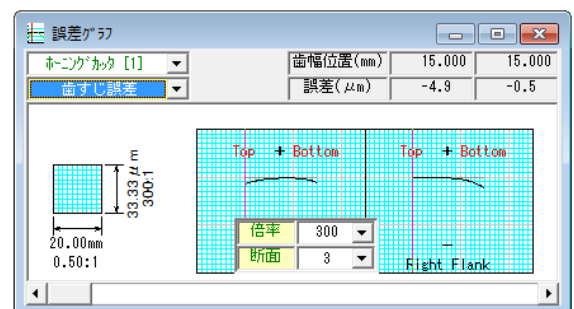 誤差グラフ
ホーニングカッタ [1]
歯幅位置(mm) 15.000 15.000
歯すじ誤差
誤差(μm) -4.9 -0.5
Top + Bottom Top + Bottom
33.33μm
300:1
20.00mm
0.50:1
倍率 300
断面 3
Right Flank